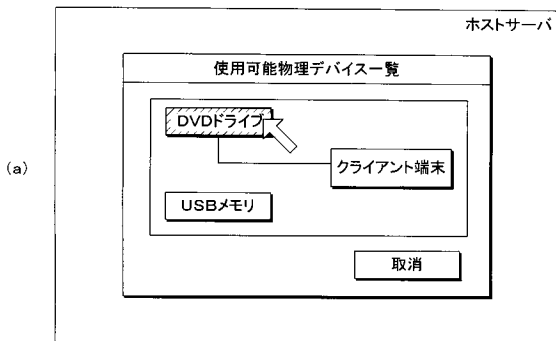 ホストサーバ
使用可能物理デバイス一覧
(a)
DVDドライブ
クライアント端末
USBメモリ
取消